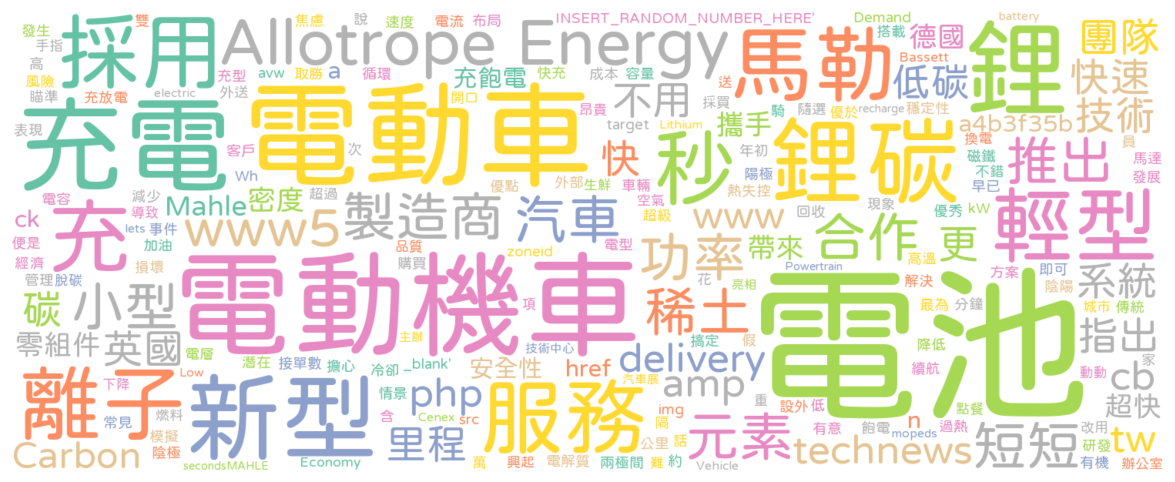 發生 雙 焦慮 說 速度 電流 布局 INSERT_RANDOM_NUMBER_HERE' Demand battery
手指 採用 Allotrope Energy 馬勒 搭載 德國 鋰 團隊
高 風險 充型 avw 取勝 循環 a 充飽電 快充 成本 容量 送 Bassett 低碳 快速
瞄準 充放電 electric 外送 開口 不用 昂貴 採買 隨選 優於 recharge 穩定性 技術
表現 充電 電動車 客戶 target Lithium 攜手 騎 換電 a4b3f35b 員
次 快 秒 年初 陽極 鋰碳 磁鐵 不錯 推出 馬達
電容 減少 Wh 超過 優點 外部 生鮮 車輛 熱失控 早已 發展
ck 充 導致 Mahle 密度 製造商 汽車 空氣 超級 www 回收 現象 優秀 kW 輕型
便是 lets 事件 加油 www5 品質 zoneid 電型 合作 更
經濟 損壞 購買 功率 帶來 高溫 方案 即可
管理 脫碳 電動機車 項 花 亮相 Powertrain 解決 陰陽 系統
碳 小型 稀土 最為 分鐘 城市 傳統
零組件 英國 電層 主辦 技術中心 搞定 假 電池 降低 指出 家
潛在 接單數 擔心 冷卻 _blank' 安全性 href delivery 續航 cb
離子 下降 Low 新型 情景 php 服務 汽車展 amp 重 動動 超快
常見 燃料 含 Cenex src img 隔 元素 設外 低 點餐 改用
模擬 里程 公里 話 有意 n 飽電 mopeds 研發 tw
Carbon 陰極 萬 興起 電解質 兩極間 難 約 過熱 technews 短短
secondsMAHLE Economy Vehicle 有機 辦公室